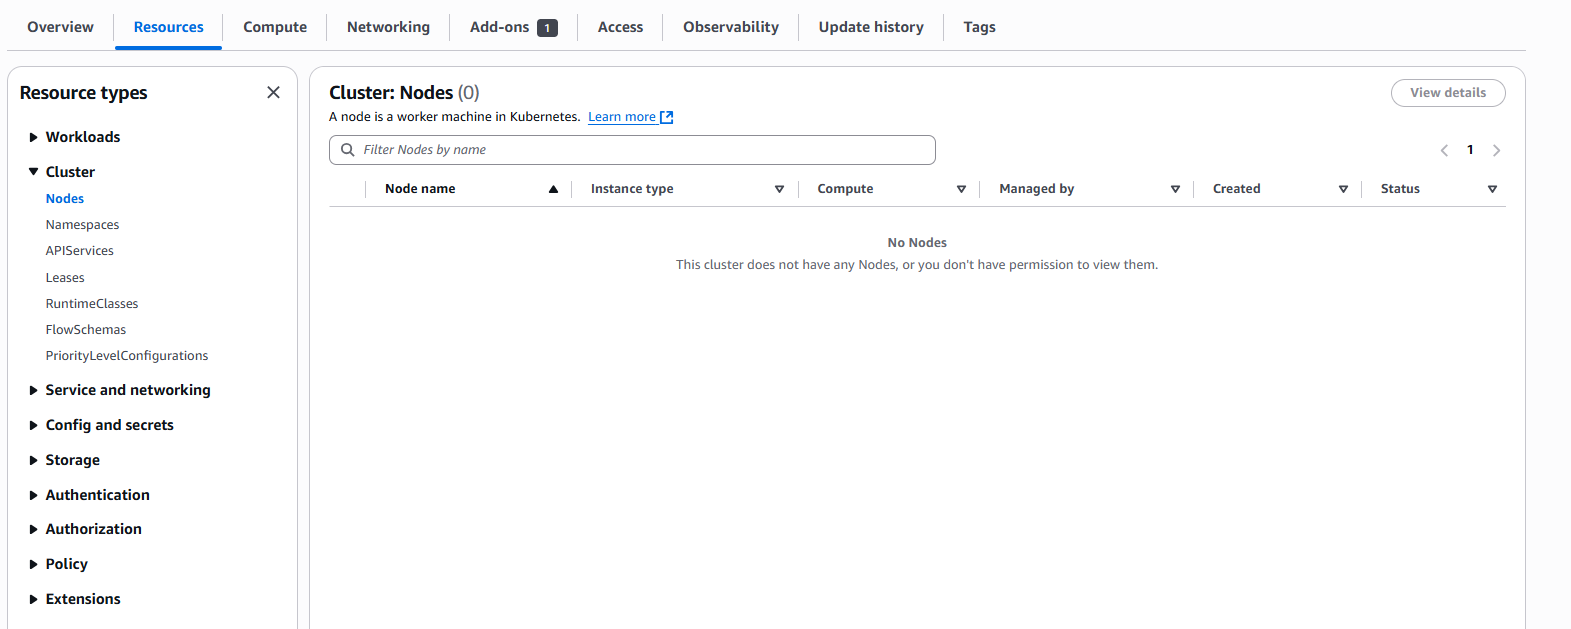 Overview Resources Compute Networking Add-ons 1 Access Observability Update history Tags
Resource types
Workloads
Cluster
Nodes
Namespaces
APIServices
Leases
RuntimeClasses
FlowSchemas
PriorityLevelConfigurations
Service and networking
Config and secrets
Storage
Authentication
Authorization
Policy
Extensions
Cluster: Nodes (0)
View details
A node is a worker machine in Kubernetes. Learn more
Filter Nodes by name
1
Node name Instance type Compute Managed by Created Status
No Nodes
This cluster does not have any Nodes, or you don't have permission to view them.